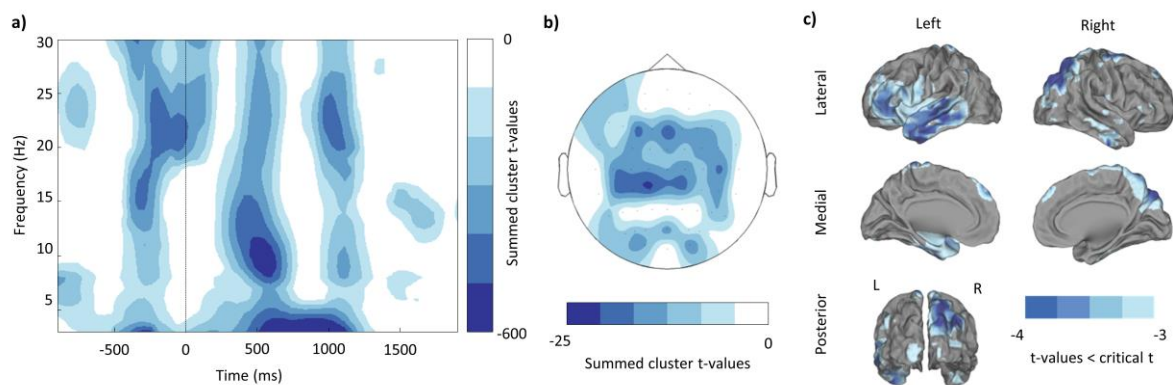 a)
30
25
20
15
10
5
Frequency (Hz)
-500
0
500
1000
1500
Time (ms)
0
-600
Summed cluster t-values
b)
-25
0
Summed cluster t-values
c)
Left
Right
Lateral
Medial
Posterior
L
R
-4
-3
t-values < critical t